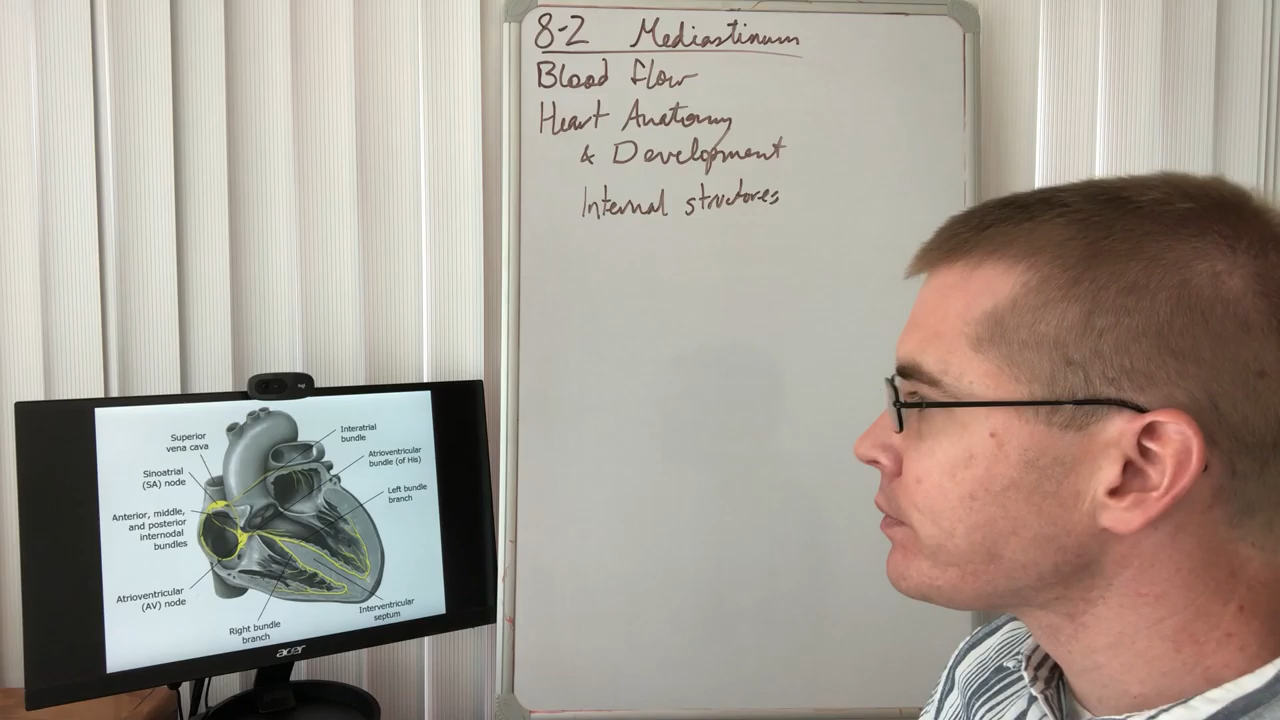 8-2 Mediastinum
Blood flow
Heart Anatomy
& Development
Internal structures
Superior
vena cava
Sinoatrial
(SA) node
Anterior, middle,
and posterior
internodal
bundles
Atrioventricular
(AV) node
Right bundle
branch
Interatrial
bundle
Atrioventricular
bundle (of His)
Left bundle
branch
Interventricular
septum
acer
logi